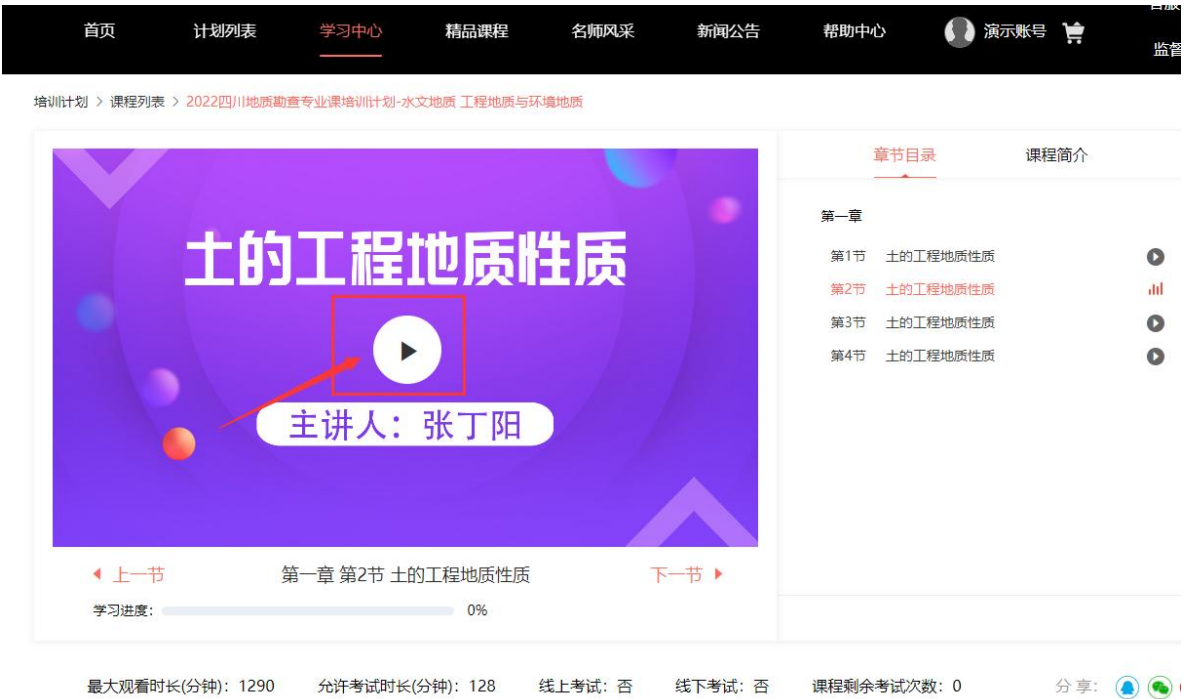 首页 计划列表 学习中心 精品课程 名师风采 新闻公告 帮助中心 演示账号
监督
培训计划 > 课程列表 > 2022四川地质勘查专业课培训计划-水文地质 工程地质与环境地质
土的工程地质性质
主讲人：张丁阳
上一节 第一章 第2节 土的工程地质性质 下一节
学习进度： 0%
章节目录 课程简介
第一章
第1节 土的工程地质性质
第2节 土的工程地质性质
第3节 土的工程地质性质
第4节 土的工程地质性质
最大观看时长(分钟)：1290 允许考试时长(分钟)：128 线上考试：否 线下考试：否 课程剩余考试次数：0 分享：